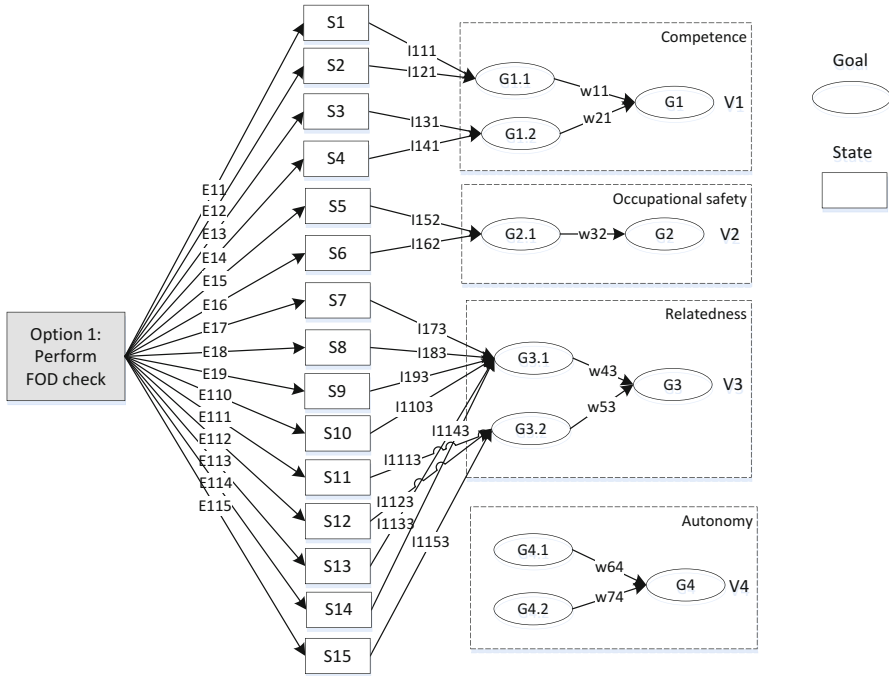 S1
S2
S3
S4
S5
S6
S7
S8
S9
S10
S11
S12
S13
S14
S15
Option 1:
Perform
FOD check
E11
E12
E13
E14
E15
E16
E17
E18
E19
E110
E111
E112
E113
E114
E115
I111
I121
I131
I141
I152
I162
I173
I183
I193
I1103
I1143
I1113
I1123
I1133
I1153
Competence
G1.1
w11
G1
V1
w21
G1.2
Occupational safety
G2.1
w32
G2
V2
Relatedness
G3.1
w43
G3
V3
w53
G3.2
Autonomy
G4.1
w64
G4
V4
w74
G4.2
Goal
State